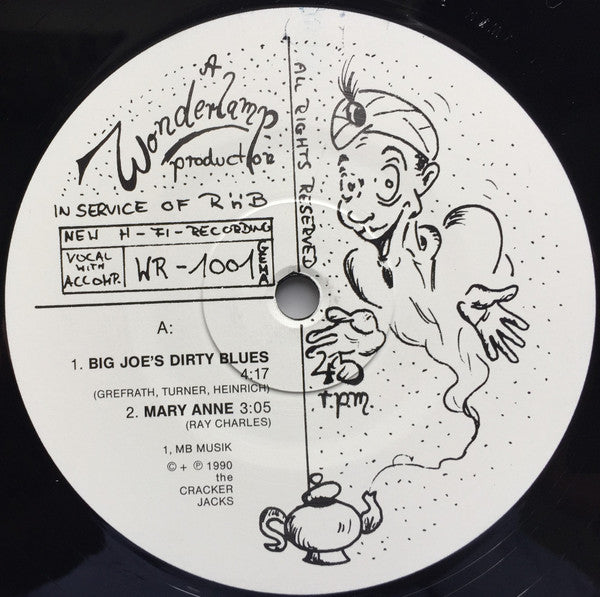 A
Wonderlamp
production
IN SERVICE OF R'n'B
NEW H-FI-RECORDING
VOCAL
WITH
ACCOMP.
WR-1001
GEMA
ALL RIGHTS RESERVED
A:
1. BIG JOE'S DIRTY BLUES
4:17
(GREFRATH, TURNER, HEINRICH)
2. MARY ANNE 3:05
(RAY CHARLES)
1, MB MUSIK
© + ℗ 1990
the
CRACKER
JACKS
45
r.p.m.